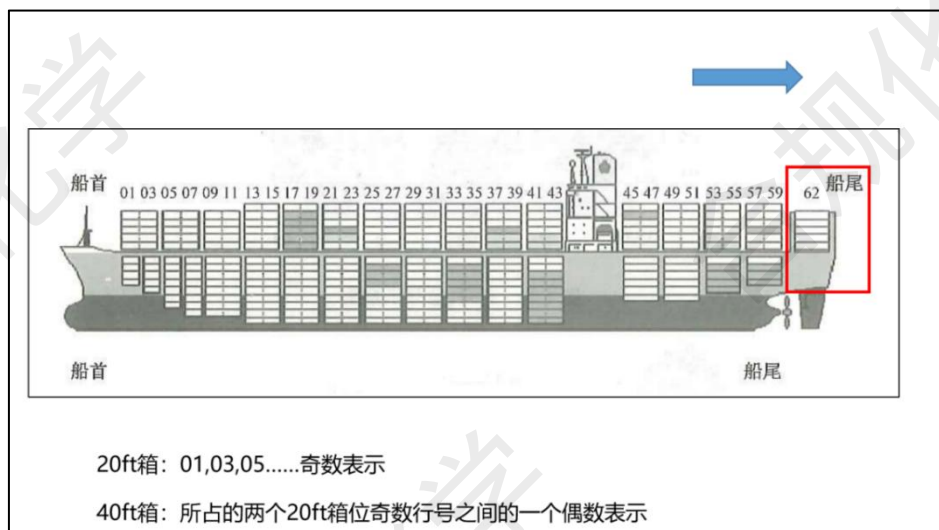 船首
01 03 05 07 09 11 13 15 17 19 21 23 25 27 29 31 33 35 37 39 41 43 45 47 49 51 53 55 57 59 62 船尾
船首 船尾
20ft箱：01,03,05……奇数表示
40ft箱：所占的两个20ft箱位奇数行号之间的一个偶数表示